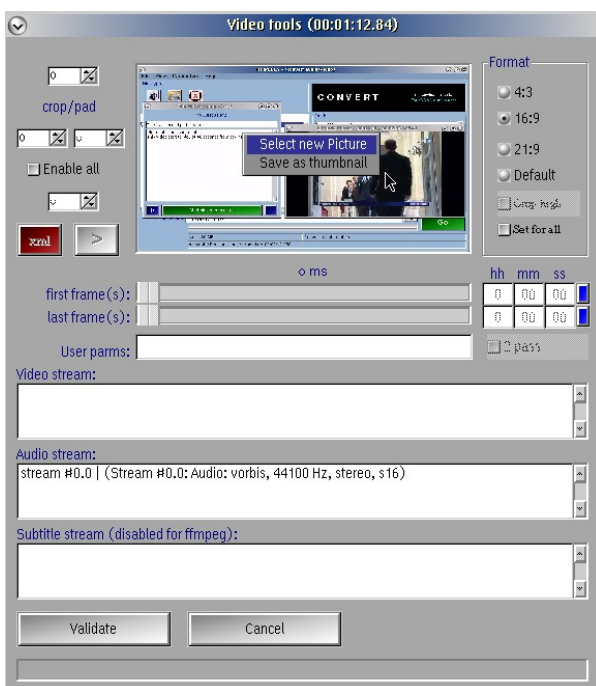 Video tools (00:01:12.84)
0
crop/pad
0
Enable all
xml
>
CONVERT
Select new Picture
Save as thumbnail
Go
Format
4:3
16:9
21:9
Default
Set for all
0 ms
hh mm ss
first frame(s):
0 00 00
last frame(s):
0 00 00
User parms:
2 pass
Video stream:
Audio stream:
stream #0.0 | (Stream #0.0: Audio: vorbis, 44100 Hz, stereo, s16)
Subtitle stream (disabled for ffmpeg):
Validate
Cancel